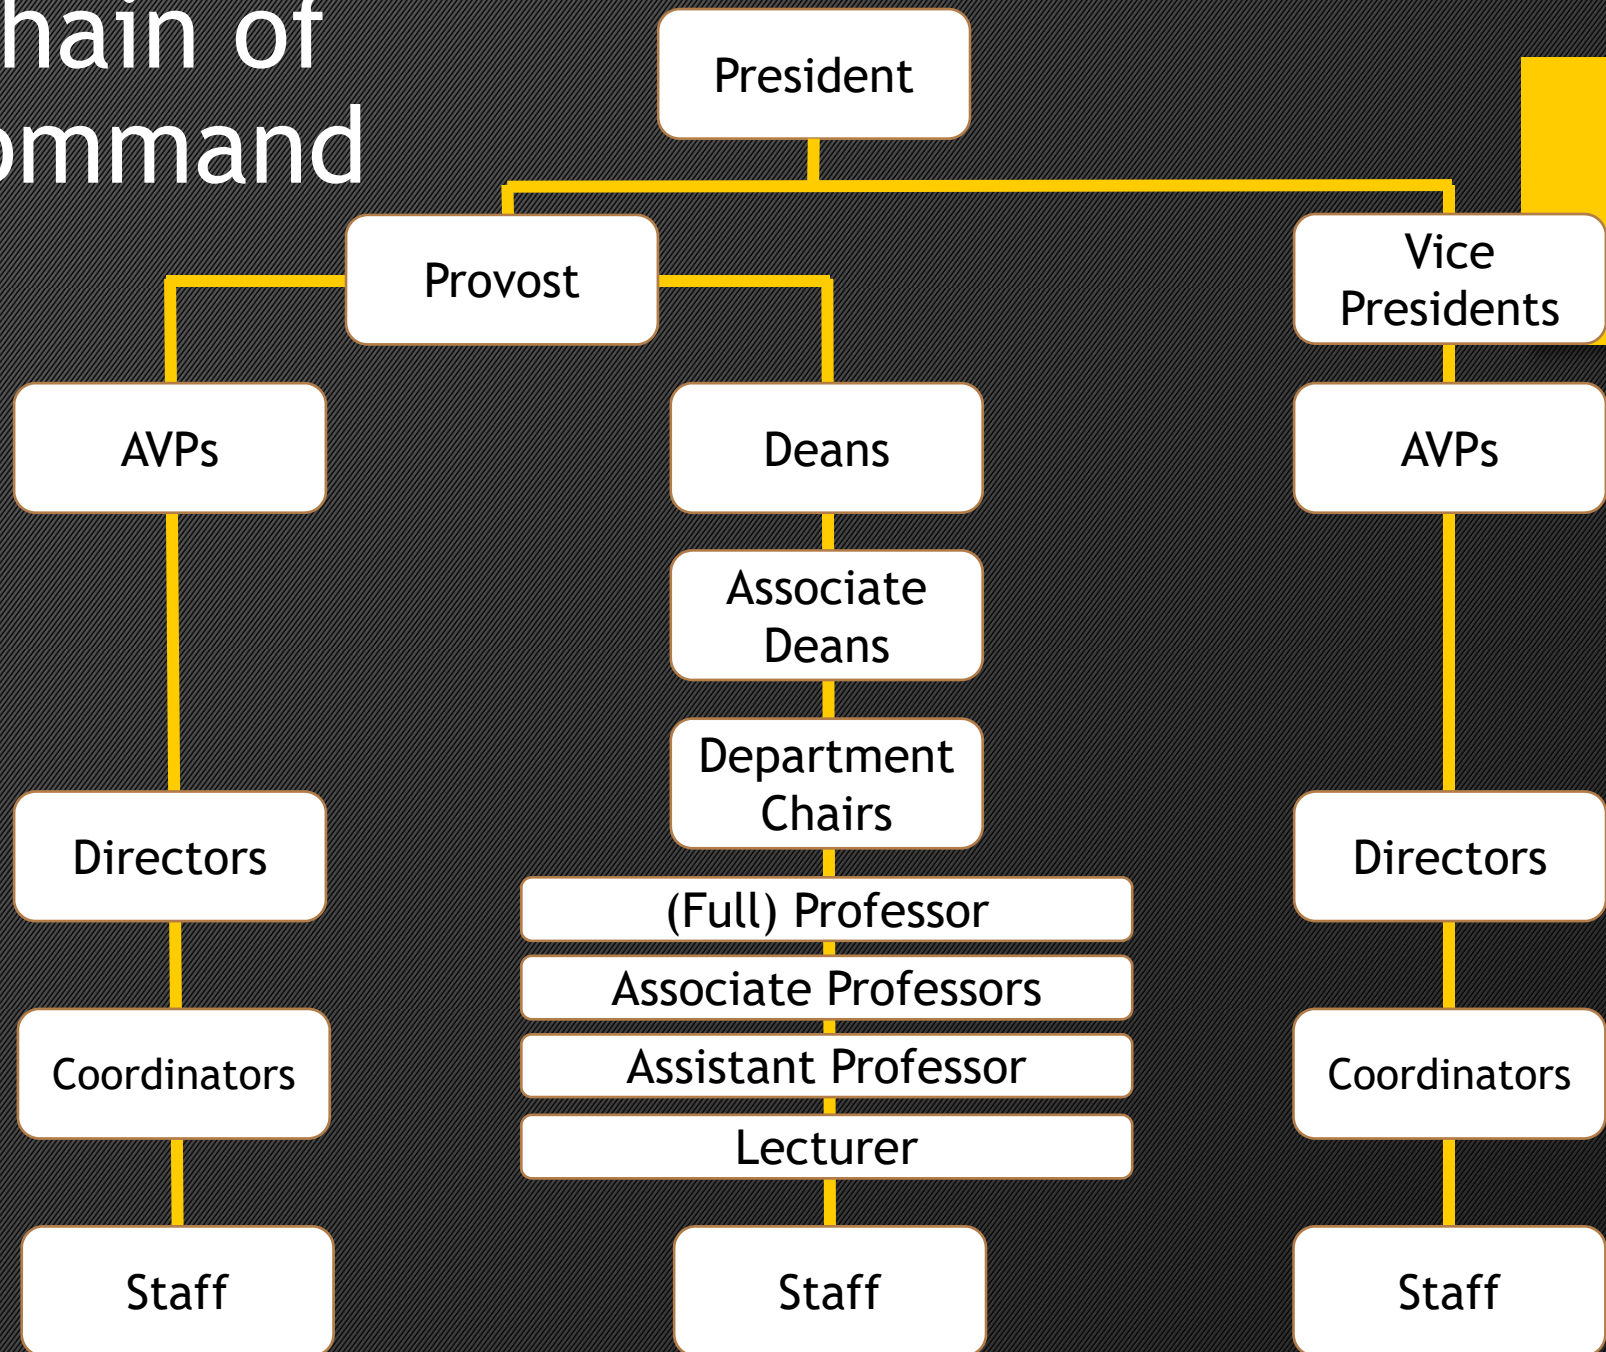 hain of
ommand
President
Provost
Vice
Presidents
AVPs
Deans
AVPs
Associate
Deans
Department
Chairs
Directors
Directors
(Full) Professor
Associate Professors
Assistant Professor
Lecturer
Coordinators
Coordinators
Staff
Staff
Staff